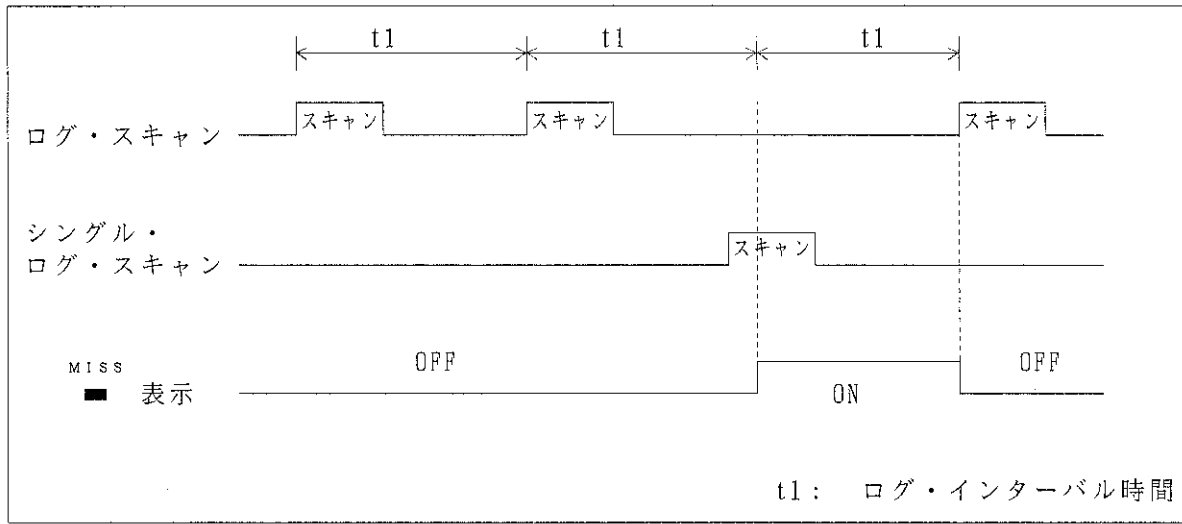 t1 t1 t1
スキャン スキャン スキャン
ログ・スキャン
シングル・
ログ・スキャン
スキャン
MISS
表示
OFF ON OFF
t1: ログ・インターバル時間